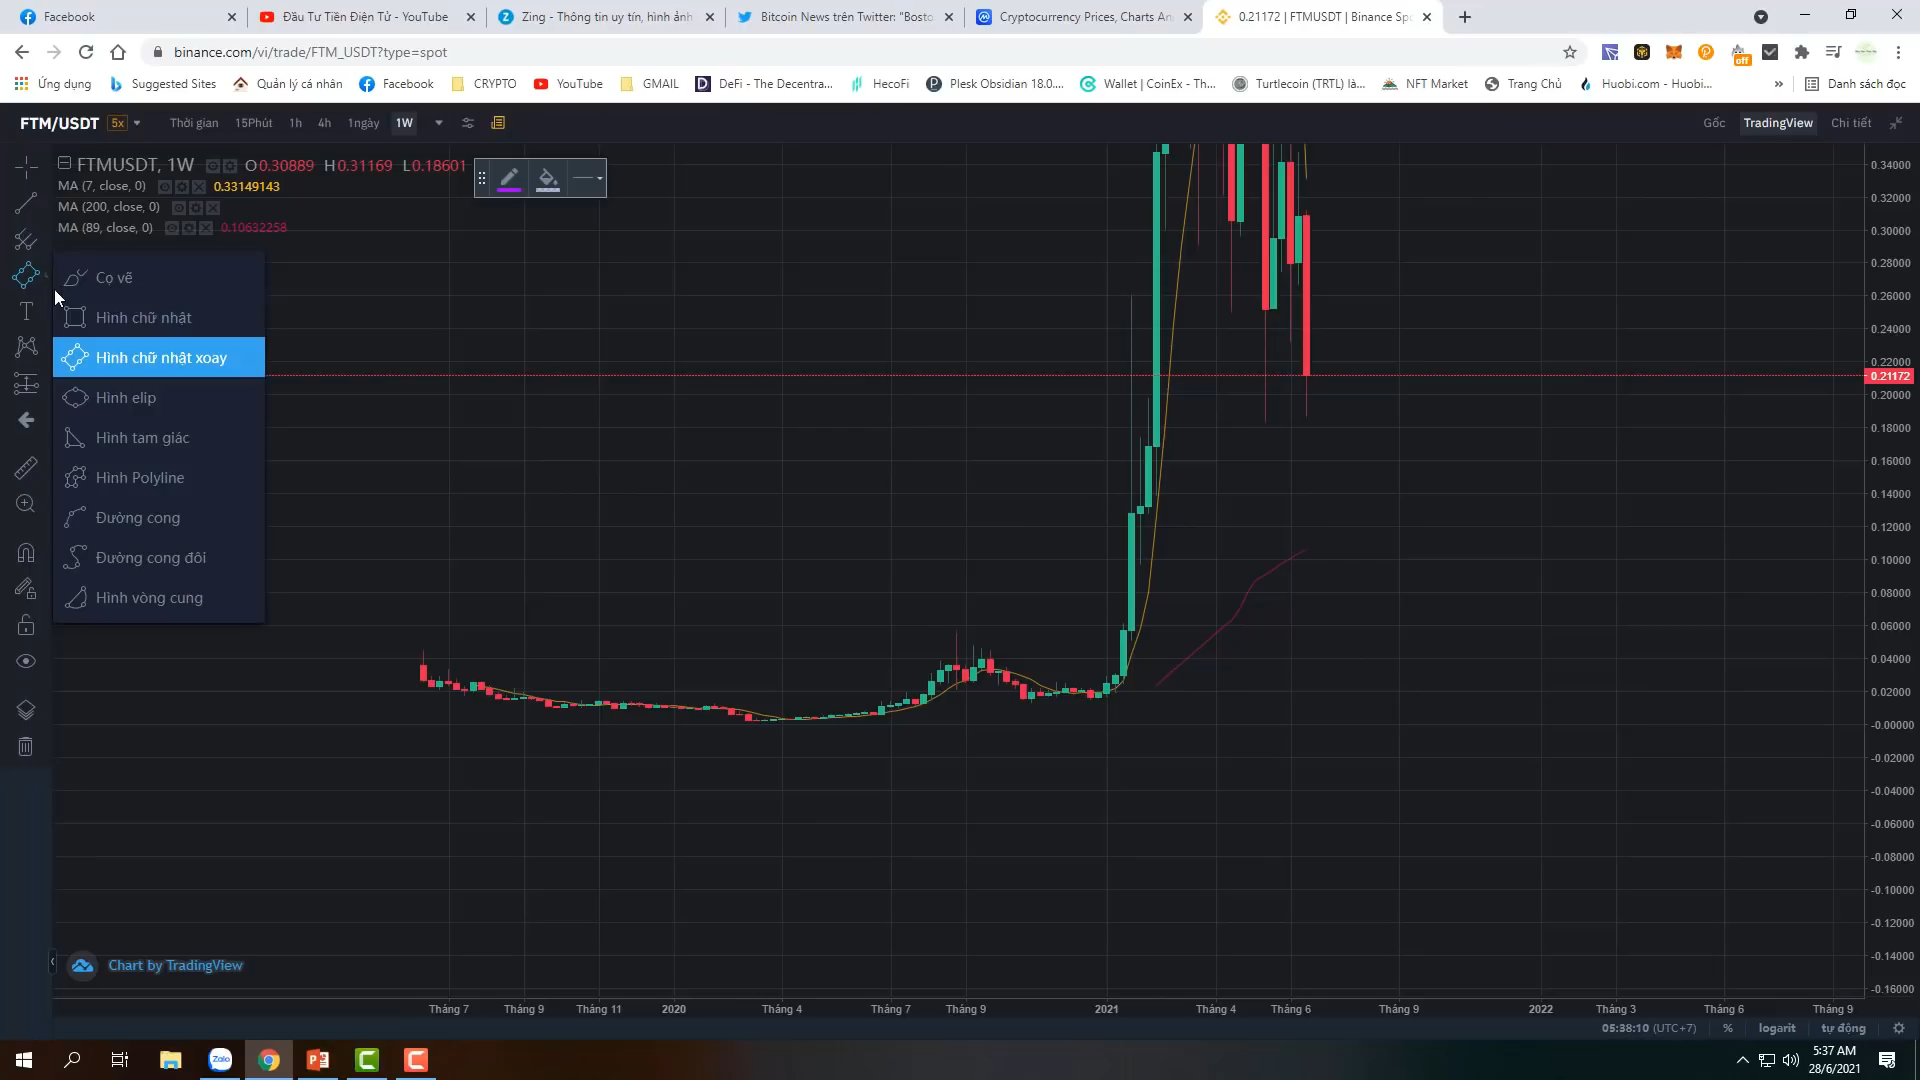 Facebook
Đầu Tư Tiền Điện Tử - YouTube
Zing - Thông tin uy tín, hình ảnh
Bitcoin News trên Twitter: "Bosto
Cryptocurrency Prices, Charts An
0.21172 | FTMUSDT | Binance Sp
binance.com/vi/trade/FTM_USDT?type=spot
off
Ứng dụng
Suggested Sites
Quản lý cá nhân
Facebook
CRYPTO
YouTube
GMAIL
DeFi - The Decentra...
HecoFi
Plesk Obsidian 18.0....
Wallet | CoinEx - Th...
Turtlecoin (TRTL) là...
NFT Market
Trang Chủ
Huobi.com - Huobi...
»
Danh sách đọc
FTM/USDT 5x
Thời gian
15Phút
1h
4h
1ngày
1W
Gốc
TradingView
Chi tiết
FTMUSDT, 1W O0.30889 H0.31169 L0.18601
MA (7, close, 0) 0.33149143
MA (200, close, 0)
MA (89, close, 0) 0.10632258
Cọ vẽ
Hình chữ nhật
Hình chữ nhật xoay
Hình elip
Hình tam giác
Hình Polyline
Đường cong
Đường cong đôi
Hình vòng cung
0.34000
0.32000
0.30000
0.28000
0.26000
0.24000
0.22000
0.21172
0.20000
0.18000
0.16000
0.14000
0.12000
0.10000
0.08000
0.06000
0.04000
0.02000
-0.00000
-0.02000
-0.04000
-0.06000
-0.08000
-0.10000
-0.12000
-0.14000
-0.16000
Chart by TradingView
Tháng 7
Tháng 9
Tháng 11
2020
Tháng 4
Tháng 7
Tháng 9
2021
Tháng 4
Tháng 6
Tháng 9
2022
Tháng 3
Tháng 6
Tháng 9
05:38:10 (UTC+7)
%
logarit
tự động
Zalo
5:37 AM
28/6/2021